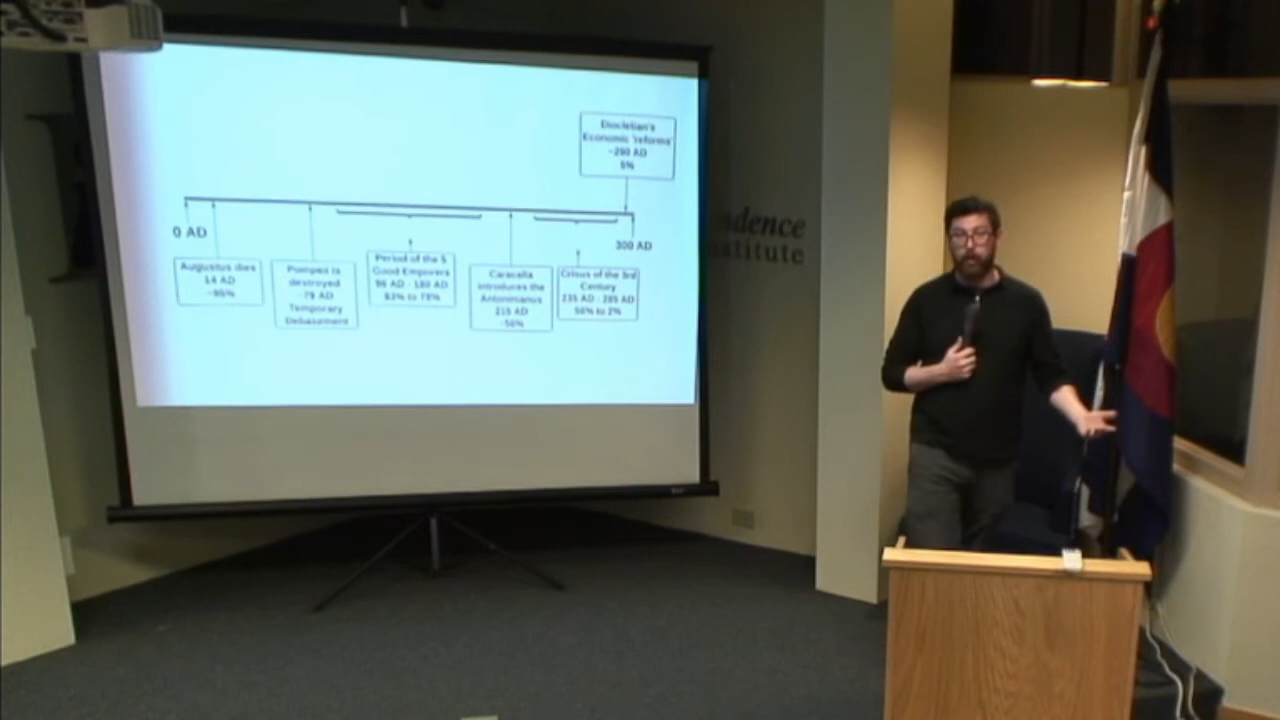 Diocletian's
Economic 'reforms'
~290 AD
5%
0 AD
300 AD
Augustus dies
14 AD
~95%
Pompeii is
destroyed
~79 AD
Temporary
Debasement
Period of the 5
Good Emperors
96 AD - 180 AD
93% to 78%
Caracalla
introduces the
Antoninianus
215 AD
~50%
Crisis of the 3rd
Century
235 AD - 285 AD
50% to 2%
ndence
nstitute